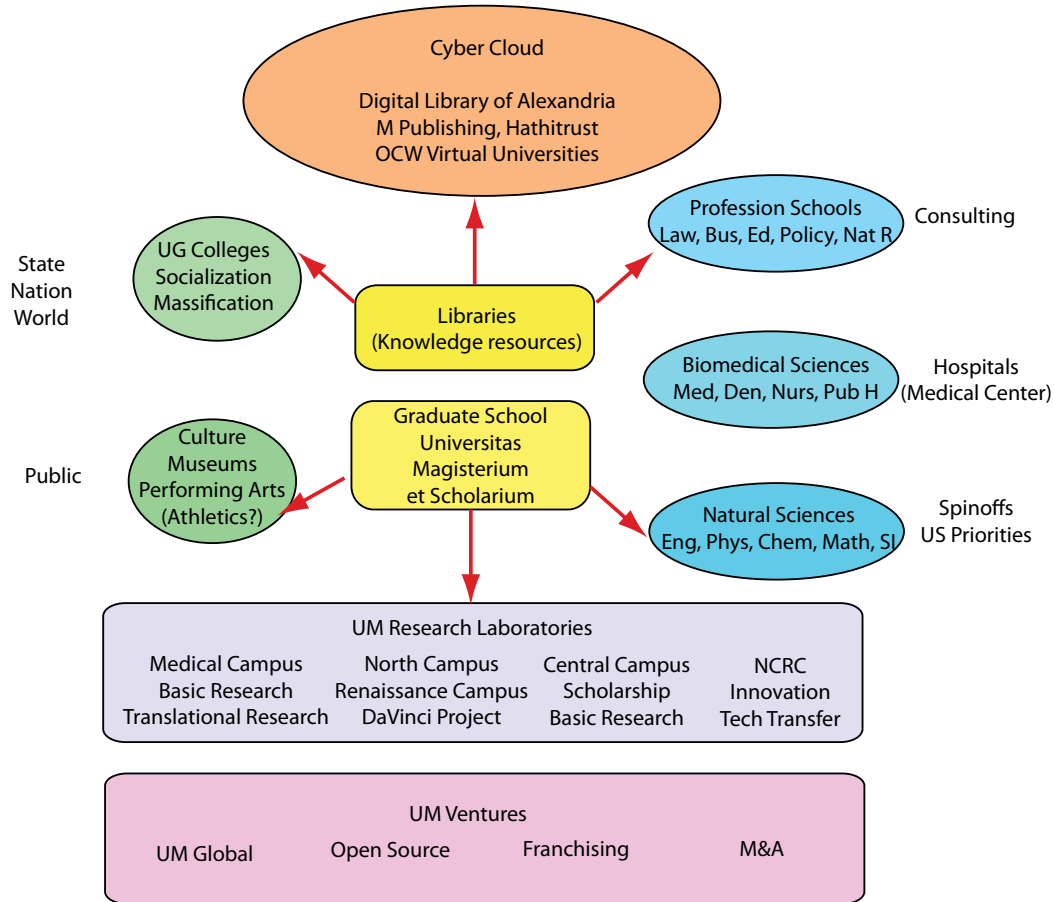 Cyber Cloud
Digital Library of Alexandria
M Publishing, Hathitrust
OCW Virtual Universities
State
Nation
World
UG Colleges
Socialization
Massification
Libraries
(Knowledge resources)
Profession Schools
Law, Bus, Ed, Policy, Nat R
Consulting
Biomedical Sciences
Med, Den, Nurs, Pub H
Hospitals
(Medical Center)
Public
Culture
Museums
Performing Arts
(Athletics?)
Graduate School
Universitas
Magisterium
et Scholarium
Natural Sciences
Eng, Phys, Chem, Math, SI
Spinoffs
US Priorities
UM Research Laboratories
Medical Campus
Basic Research
Translational Research
North Campus
Renaissance Campus
DaVinci Project
Central Campus
Scholarship
Basic Research
NCRC
Innovation
Tech Transfer
UM Ventures
UM Global
Open Source
Franchising
M&A